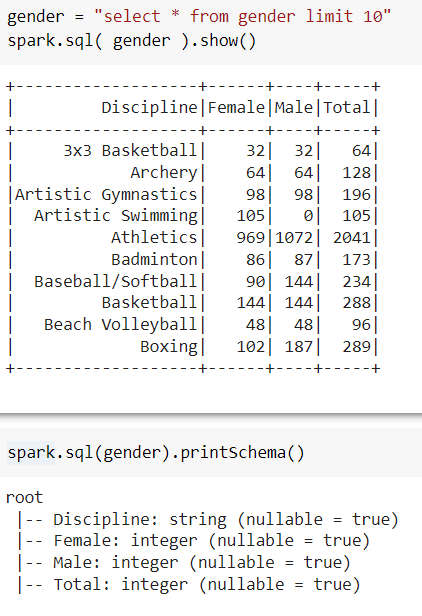 gender = "select * from gender limit 10"
spark.sql( gender ).show()
+-------------------+------+----+-----+
|         Discipline|Female|Male|Total|
+-------------------+------+----+-----+
|     3x3 Basketball|    32|  32|   64|
|            Archery|    64|  64|  128|
|Artistic Gymnastics|    98|  98|  196|
|  Artistic Swimming|   105|   0|  105|
|          Athletics|   969|1072| 2041|
|          Badminton|    86|  87|  173|
|  Baseball/Softball|    90| 144|  234|
|         Basketball|   144| 144|  288|
|   Beach Volleyball|    48|  48|   96|
|             Boxing|   102| 187|  289|
+-------------------+------+----+-----+
spark.sql(gender).printSchema()
root
 |-- Discipline: string (nullable = true)
 |-- Female: integer (nullable = true)
 |-- Male: integer (nullable = true)
 |-- Total: integer (nullable = true)